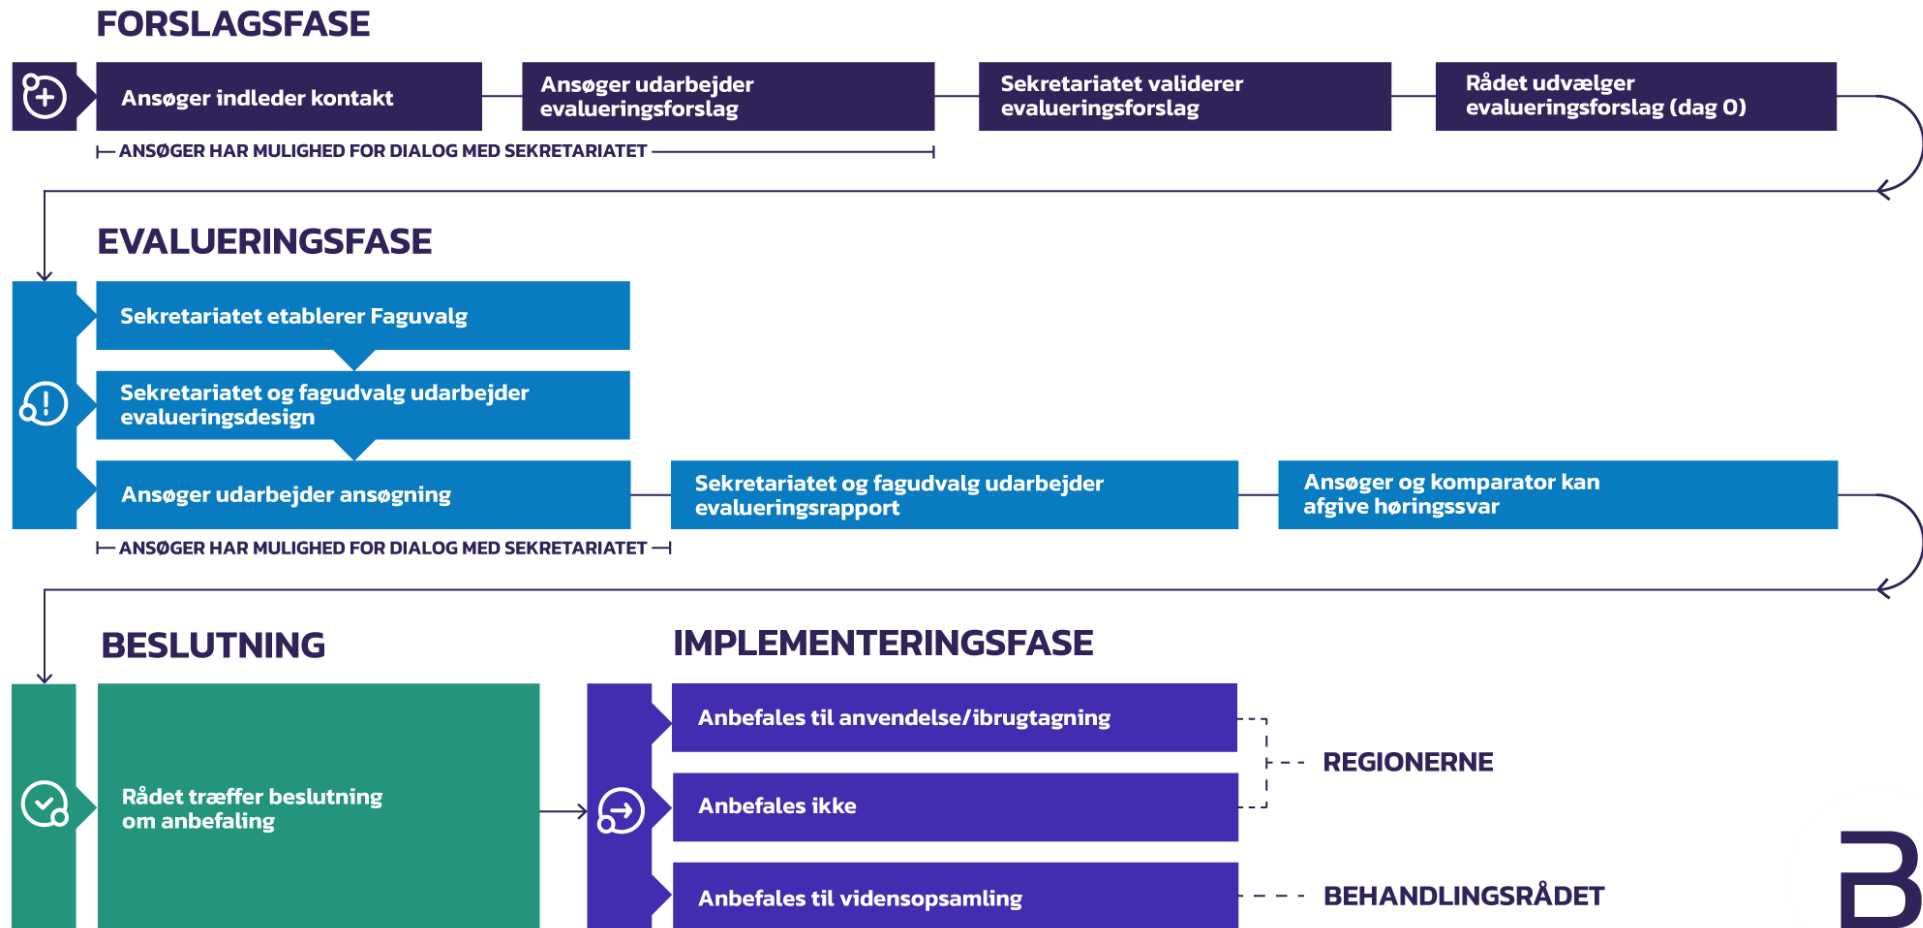 FORSLAGSFASE
Ansøger indleder kontakt
Ansøger udarbejder
evalueringsforslag
Sekretariatet validerer
evalueringsforslag
Rådet udvælger
evalueringsforslag (dag 0)
ANSØGER HAR MULIGHED FOR DIALOG MED SEKRETARIATET
EVALUERINGSFASE
Sekretariatet etablerer Faguvalg
Sekretariatet og fagudvalg udarbejder
evalueringsdesign
Ansøger udarbejder ansøgning
Sekretariatet og fagudvalg udarbejder
evalueringsrapport
Ansøger og komparator kan
afgive høringssvar
ANSØGER HAR MULIGHED FOR DIALOG MED SEKRETARIATET
BESLUTNING
Rådet træffer beslutning
om anbefaling
IMPLEMENTERINGSFASE
Anbefales til anvendelse/ibrugtagning
Anbefales ikke
Anbefales til vidensopsamling
REGIONERNE
BEHANDLINGSRÅDET
B